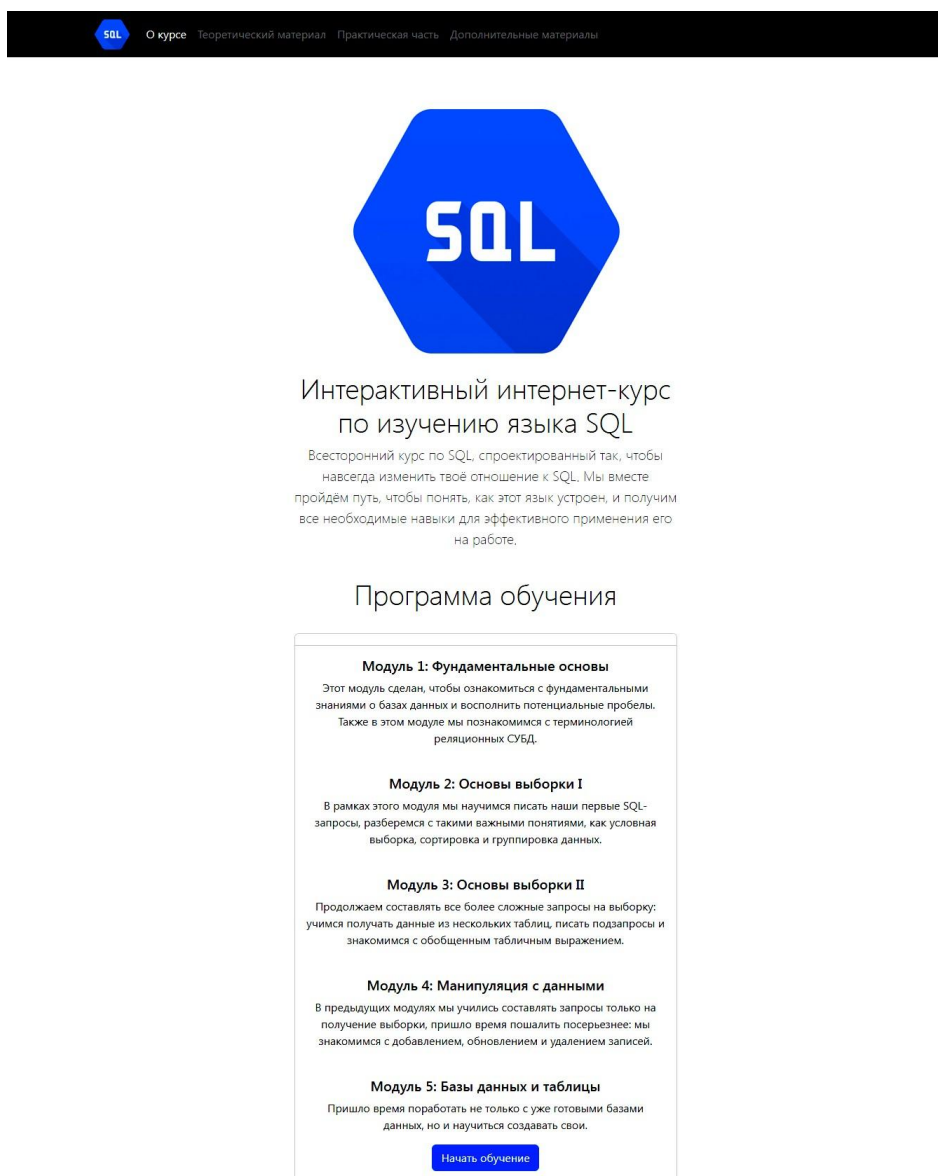 SQL О курсе Теоретический материал Практическая часть Дополнительные материалы
SQL
Интерактивный интернет-курс
по изучению языка SQL
Всесторонний курс по SQL, спроектированный так, чтобы
навсегда изменить твоё отношение к SQL. Мы вместе
пройдём путь, чтобы понять, как этот язык устроен, и получим
все необходимые навыки для эффективного применения его
на работе.
Программа обучения
Модуль 1: Фундаментальные основы
Этот модуль сделан, чтобы ознакомиться с фундаментальными
знаниями о базах данных и восполнить потенциальные пробелы.
Также в этом модуле мы познакомимся с терминологией
реляционных СУБД.
Модуль 2: Основы выборки I
В рамках этого модуля мы научимся писать наши первые SQL-
запросы, разберемся с такими важными понятиями, как условная
выборка, сортировка и группировка данных.
Модуль 3: Основы выборки II
Продолжаем составлять все более сложные запросы на выборку:
учимся получать данные из нескольких таблиц, писать подзапросы и
знакомимся с обобщенным табличным выражением.
Модуль 4: Манипуляция с данными
В предыдущих модулях мы учились составлять запросы только на
получение выборки, пришло время пошалить посерьезнее: мы
знакомимся с добавлением, обновлением и удалением записей.
Модуль 5: Базы данных и таблицы
Пришло время поработать не только с уже готовыми базами
данных, но и научиться создавать свои.
Начать обучение